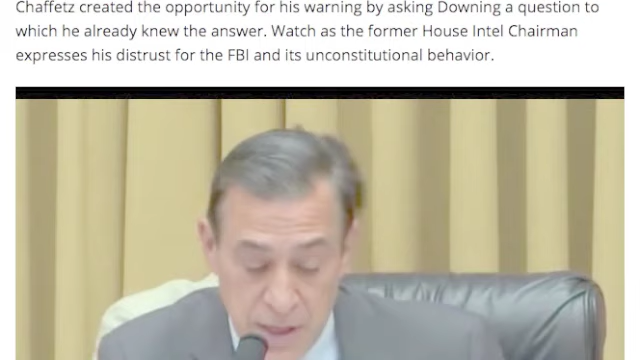 Chaffetz created the opportunity for his warning by asking Downing a question to
which he already knew the answer. Watch as the former House Intel Chairman
expresses his distrust for the FBI and its unconstitutional behavior.